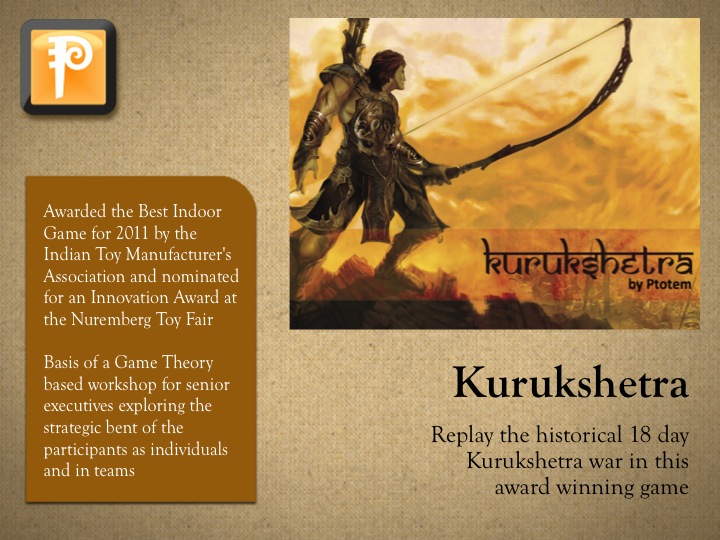 Awarded the Best Indoor
Game for 2011 by the
Indian Toy Manufacturer's
Association and nominated
for an Innovation Award at
the Nuremberg Toy Fair
Basis of a Game Theory
based workshop for senior
executives exploring the
strategic bent of the
participants as individuals
and in teams
kurukshetra
by Ptotem
Kurukshetra
Replay the historical 18 day
Kurukshetra war in this
award winning game